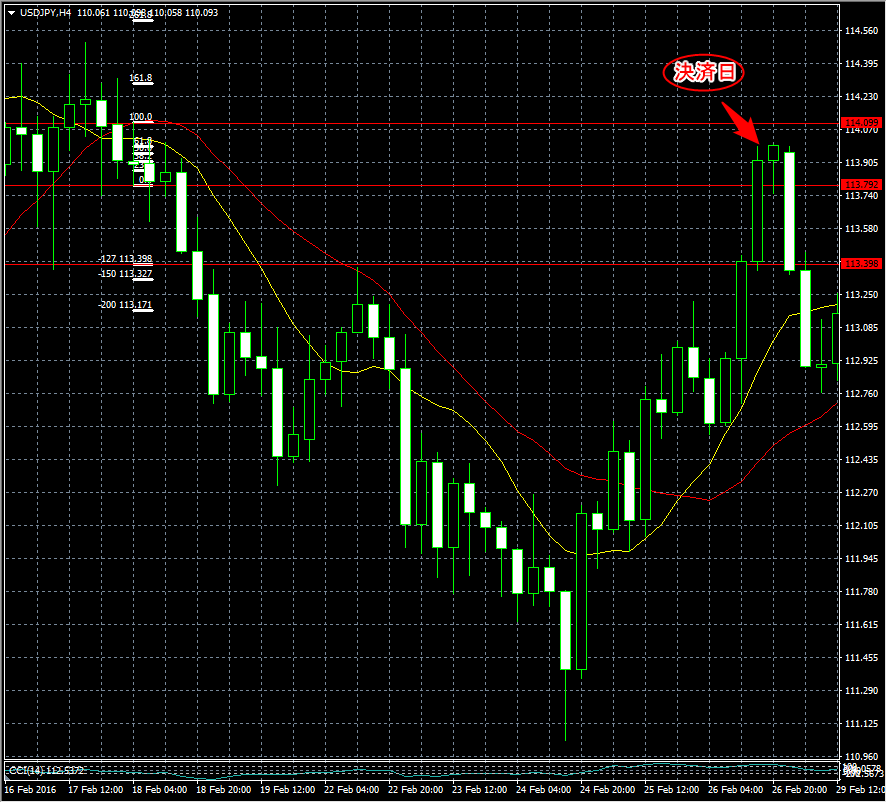 USDJPY,H4 110.061 110.098 110.058 110.093
161.8
100.0
-127 113.398
-150 113.327
-200 113.171
決済日
114.560
114.395
114.230
114.099
114.070
113.905
113.792
113.740
113.580
113.398
113.250
113.085
112.925
112.760
112.595
112.435
112.270
112.105
111.945
111.780
111.615
111.455
111.290
111.125
110.960
CCI(14) 112.5372
16 Feb 2016
17 Feb 12:00
18 Feb 04:00
18 Feb 20:00
19 Feb 12:00
22 Feb 04:00
22 Feb 20:00
23 Feb 12:00
24 Feb 04:00
24 Feb 20:00
25 Feb 12:00
26 Feb 04:00
26 Feb 20:00
29 Feb 12:0